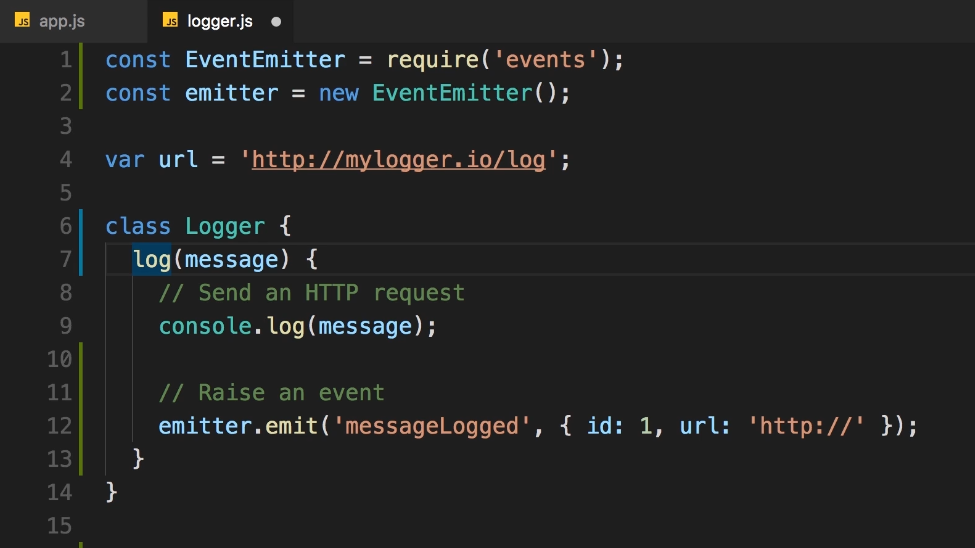 JS app.js JS logger.js
1 const EventEmitter = require('events');
2 const emitter = new EventEmitter();
3
4 var url = 'http://mylogger.io/log';
5
6 class Logger {
7 log(message) {
8 // Send an HTTP request
9 console.log(message);
10
11 // Raise an event
12 emitter.emit('messageLogged', { id: 1, url: 'http://' });
13 }
14 }
15